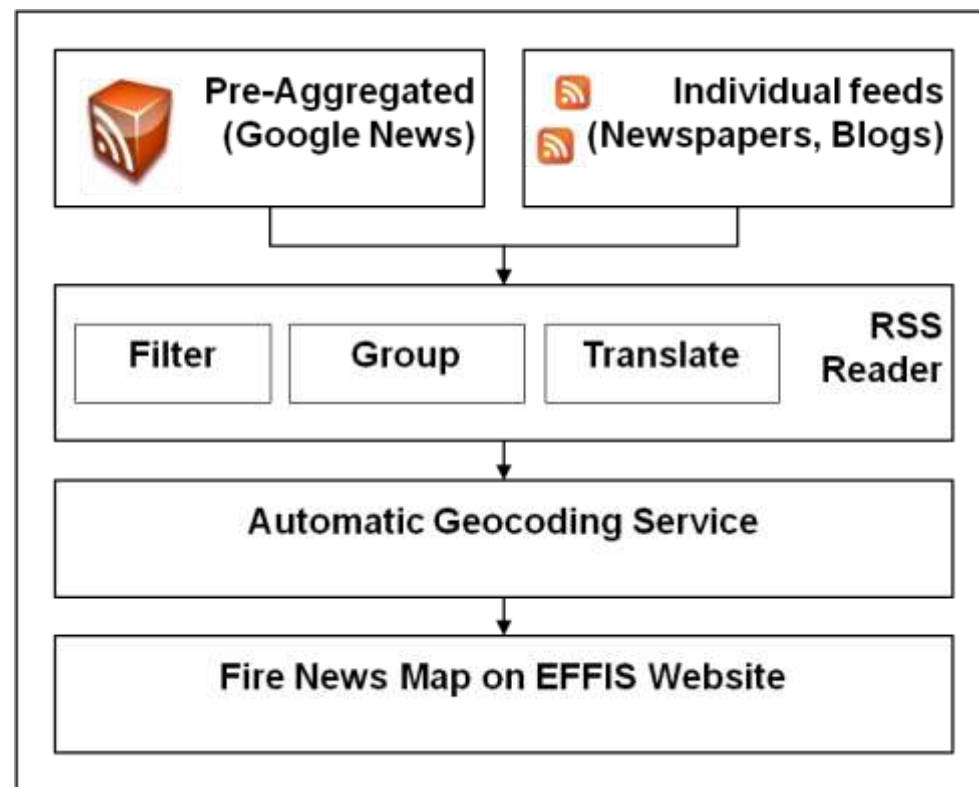 Pre-Aggregated
(Google News)
Individual feeds
(Newspapers, Blogs)
Filter
Group
Translate
RSS
Reader
Automatic Geocoding Service
Fire News Map on EFFIS Website